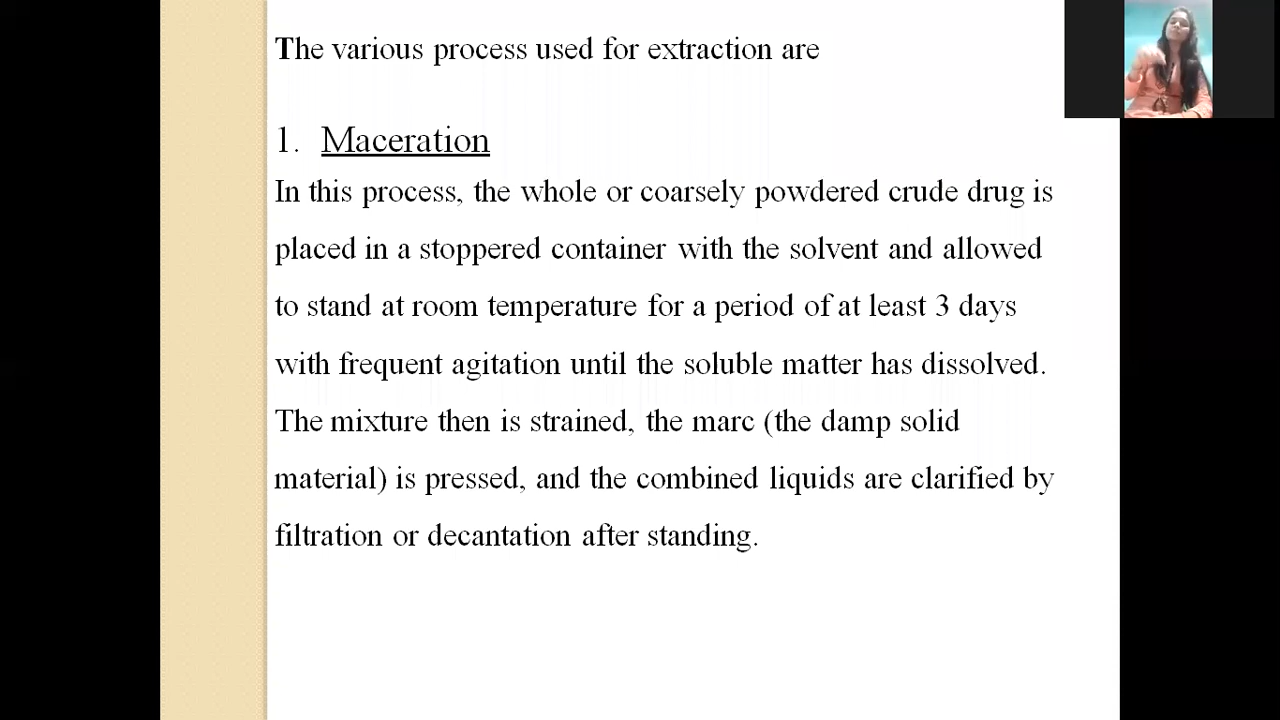 The various process used for extraction are
1. Maceration
In this process, the whole or coarsely powdered crude drug is
placed in a stoppered container with the solvent and allowed
to stand at room temperature for a period of at least 3 days
with frequent agitation until the soluble matter has dissolved.
The mixture then is strained, the marc (the damp solid
material) is pressed, and the combined liquids are clarified by
filtration or decantation after standing.